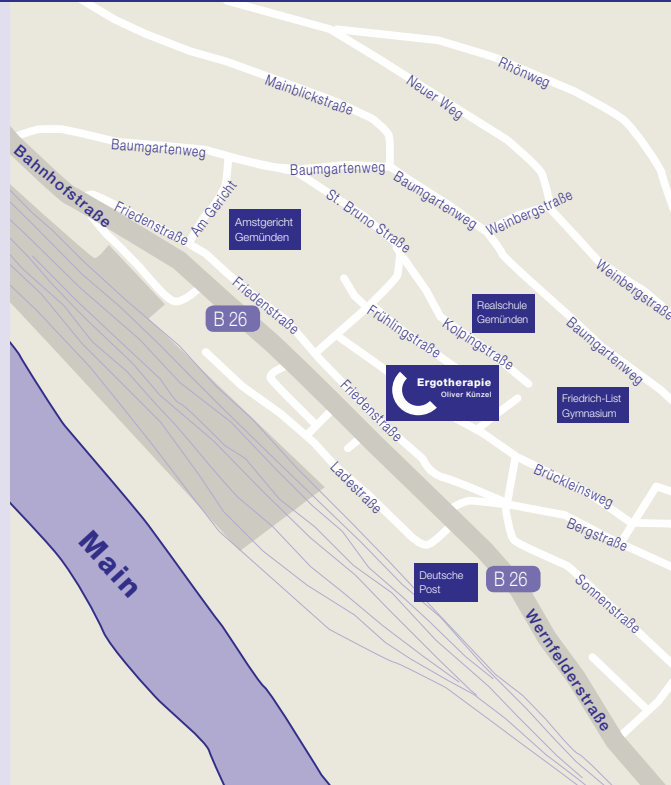 Rhönweg
Neuer Weg
Mainblickstraße
Baumgartenweg
Bahnhofstraße
Baumgartenweg
Baumgartenweg
Am Gericht
St. Bruno Straße
Weinbergstraße
Friedenstraße
Amstgericht
Gemünden
Weinbergstraße
Friedenstraße
B 26
Realschule
Gemünden
Frühlingstraße
Kolpingstraße
Baumgartenweg
Ergotherapie
Oliver Künzel
Friedenstraße
Friedrich-List
Gymnasium
Ladestraße
Brückleinsweg
Bergstraße
Main
Deutsche
Post
B 26
Sonnenstraße
Wernfelderstraße